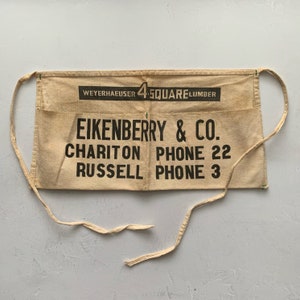 WEYERHAEUSER 4 SQUARE LUMBER
EIKENBERRY & CO.
CHARITON PHONE 22
RUSSELL PHONE 3